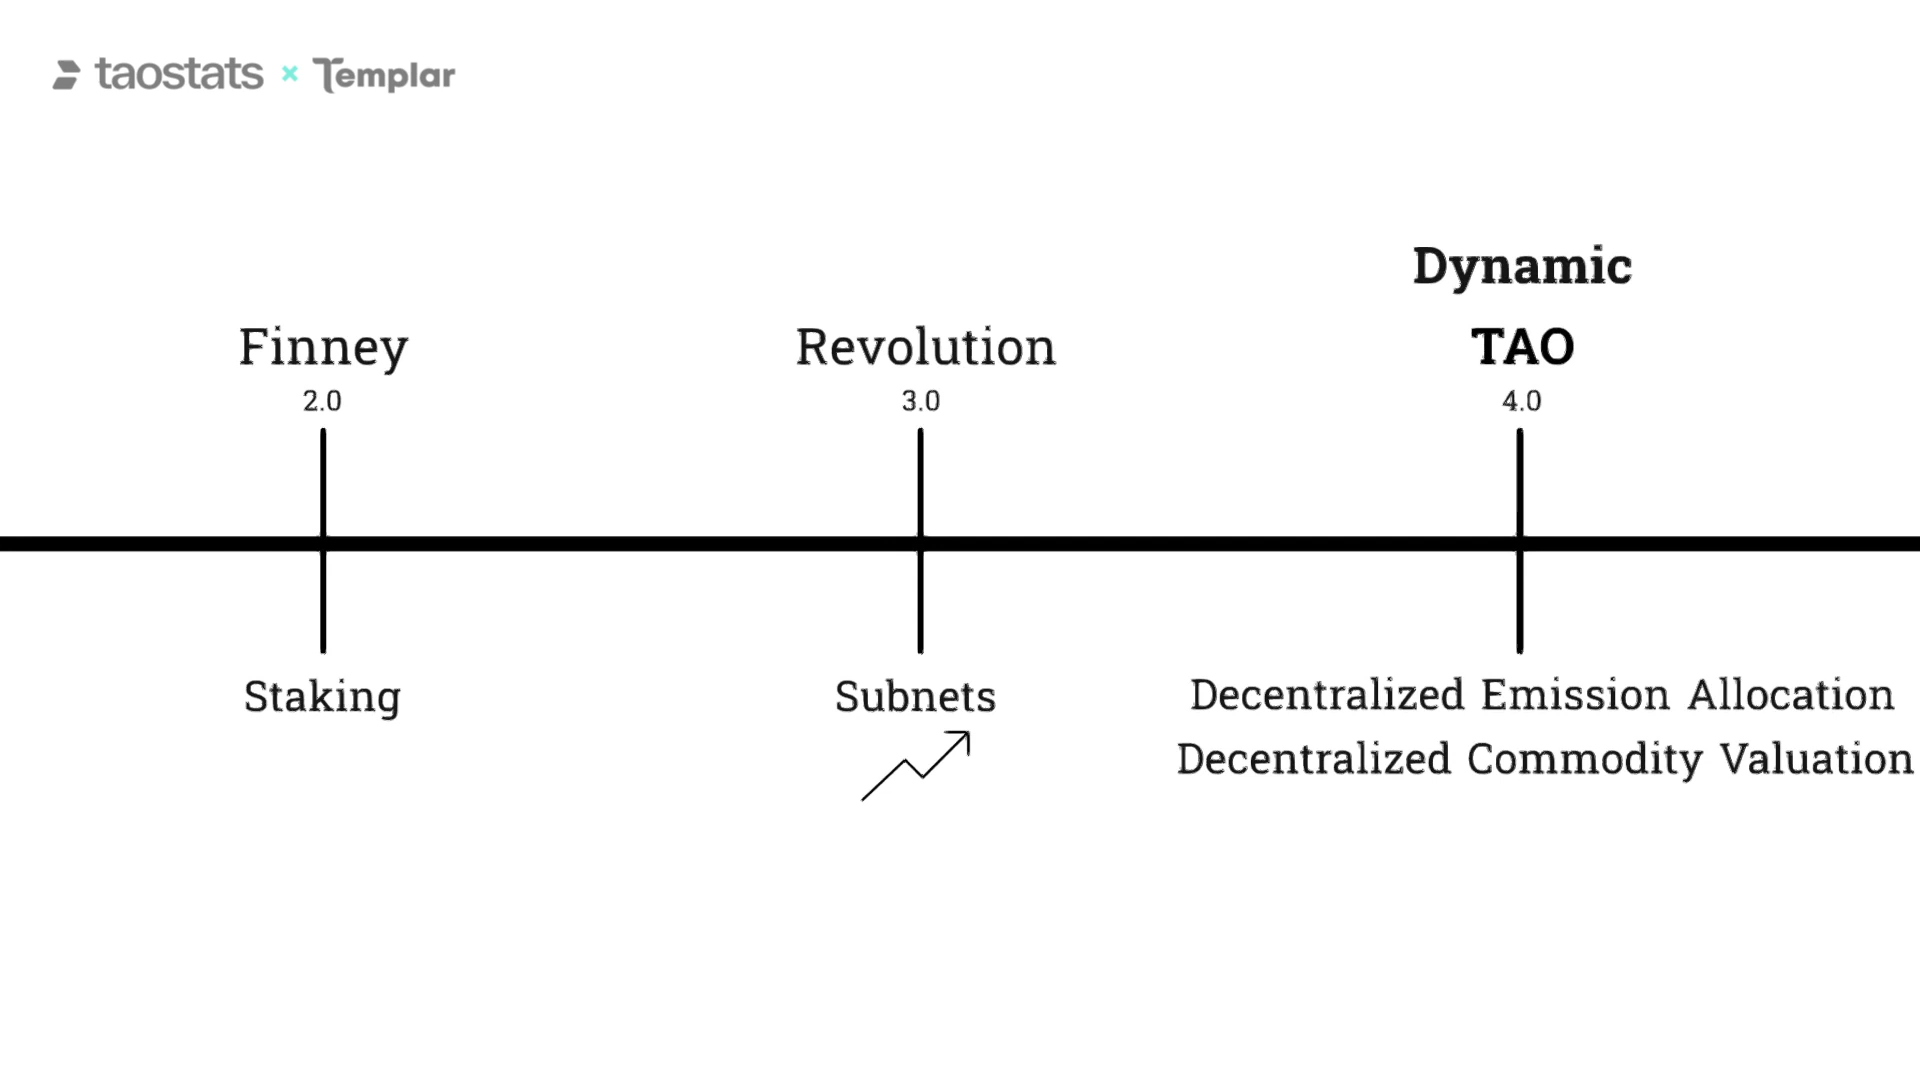 taostats × Templar
Finney
2.0
Revolution
3.0
Dynamic
TAO
4.0
Staking
Subnets
Decentralized Emission Allocation
Decentralized Commodity Valuation